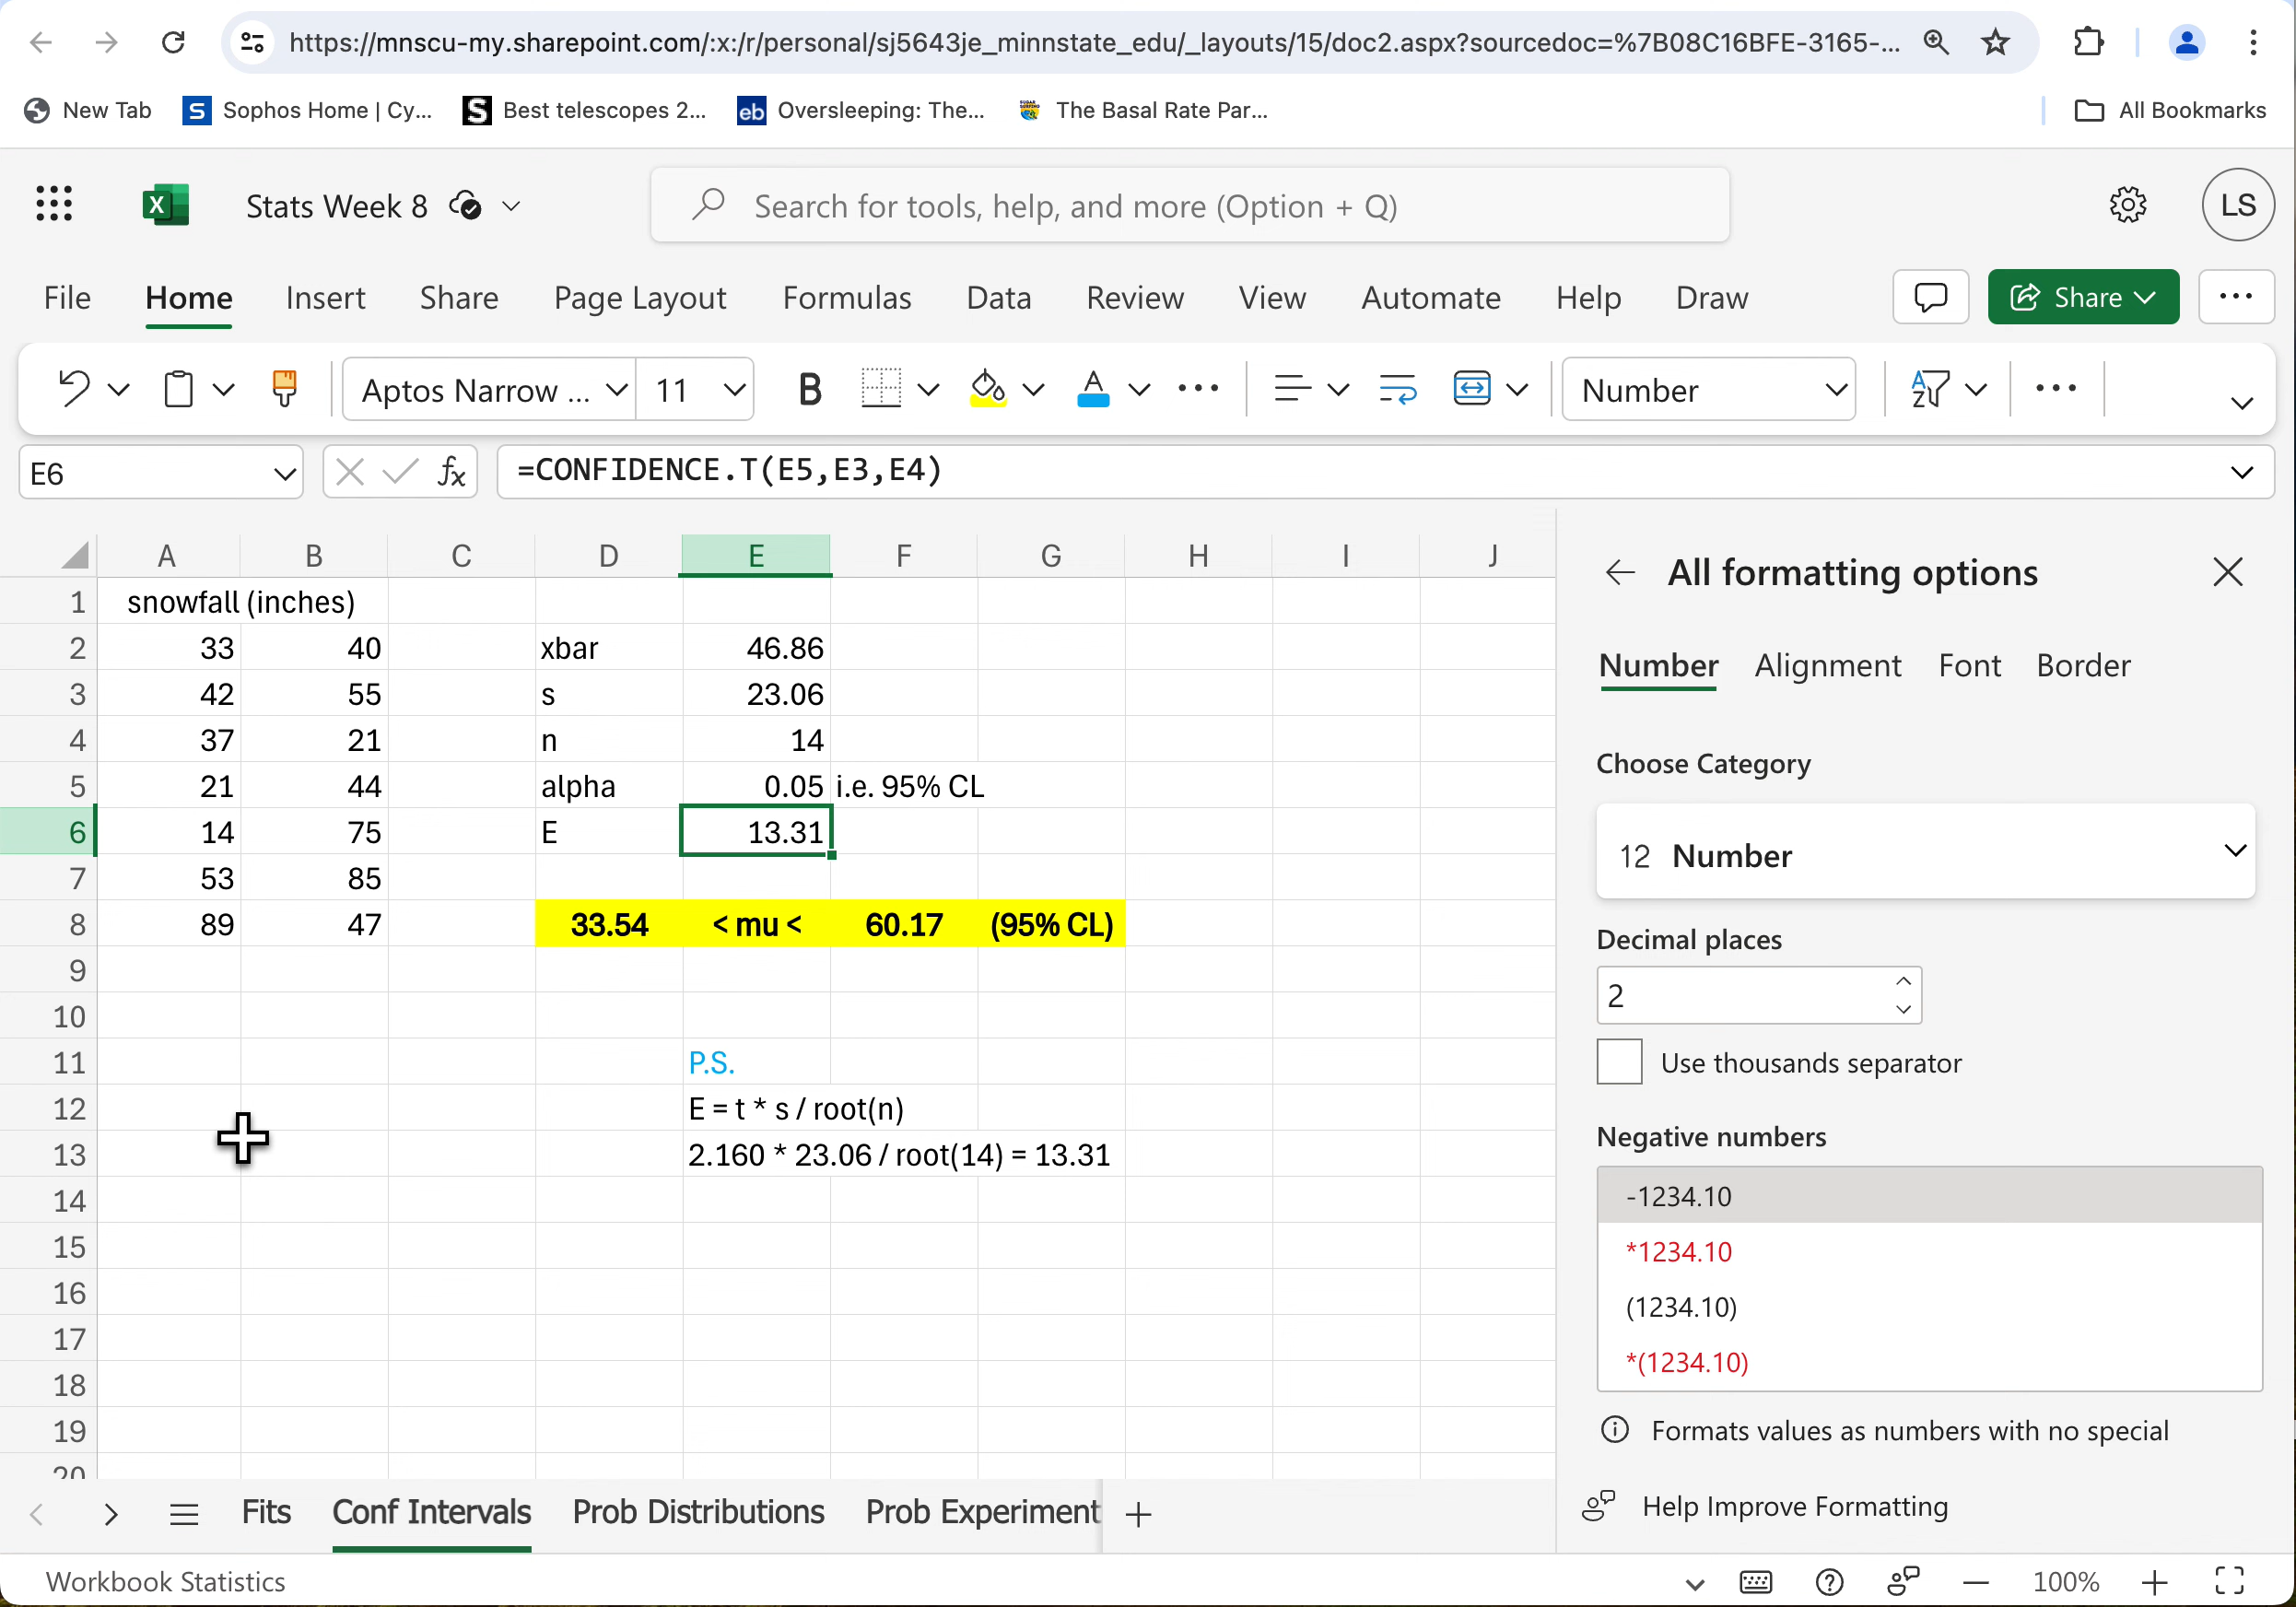 https://mnscu-my.sharepoint.com/:x:/r/personal/sj5643je_minnstate_edu/_layouts/15/doc2.aspx?sourcedoc=%7B08C16BFE-3165-...
New Tab S Sophos Home | Cy... S Best telescopes 2... eb Oversleeping: The... The Basal Rate Par... All Bookmarks
X Stats Week 8 Search for tools, help, and more (Option + Q) LS
File Home Insert Share Page Layout Formulas Data Review View Automate Help Draw Share
Aptos Narrow ... 11 B A Number
E6 fx =CONFIDENCE.T(E5,E3,E4)
A B C D E F G H I J
1 snowfall (inches)
2 33 40 xbar 46.86
3 42 55 s 23.06
4 37 21 n 14
5 21 44 alpha 0.05 i.e. 95% CL
6 14 75 E 13.31
7 53 85
8 89 47 33.54 < mu < 60.17 (95% CL)
9
10
11 P.S.
12 E = t * s / root(n)
13 2.160 * 23.06 / root(14) = 13.31
14
15
16
17
18
19
20
All formatting options
Number Alignment Font Border
Choose Category
12 Number
Decimal places
2
Use thousands separator
Negative numbers
-1234.10
*1234.10
(1234.10)
*(1234.10)
Formats values as numbers with no special
Help Improve Formatting
Fits Conf Intervals Prob Distributions Prob Experiment
Workbook Statistics 100%